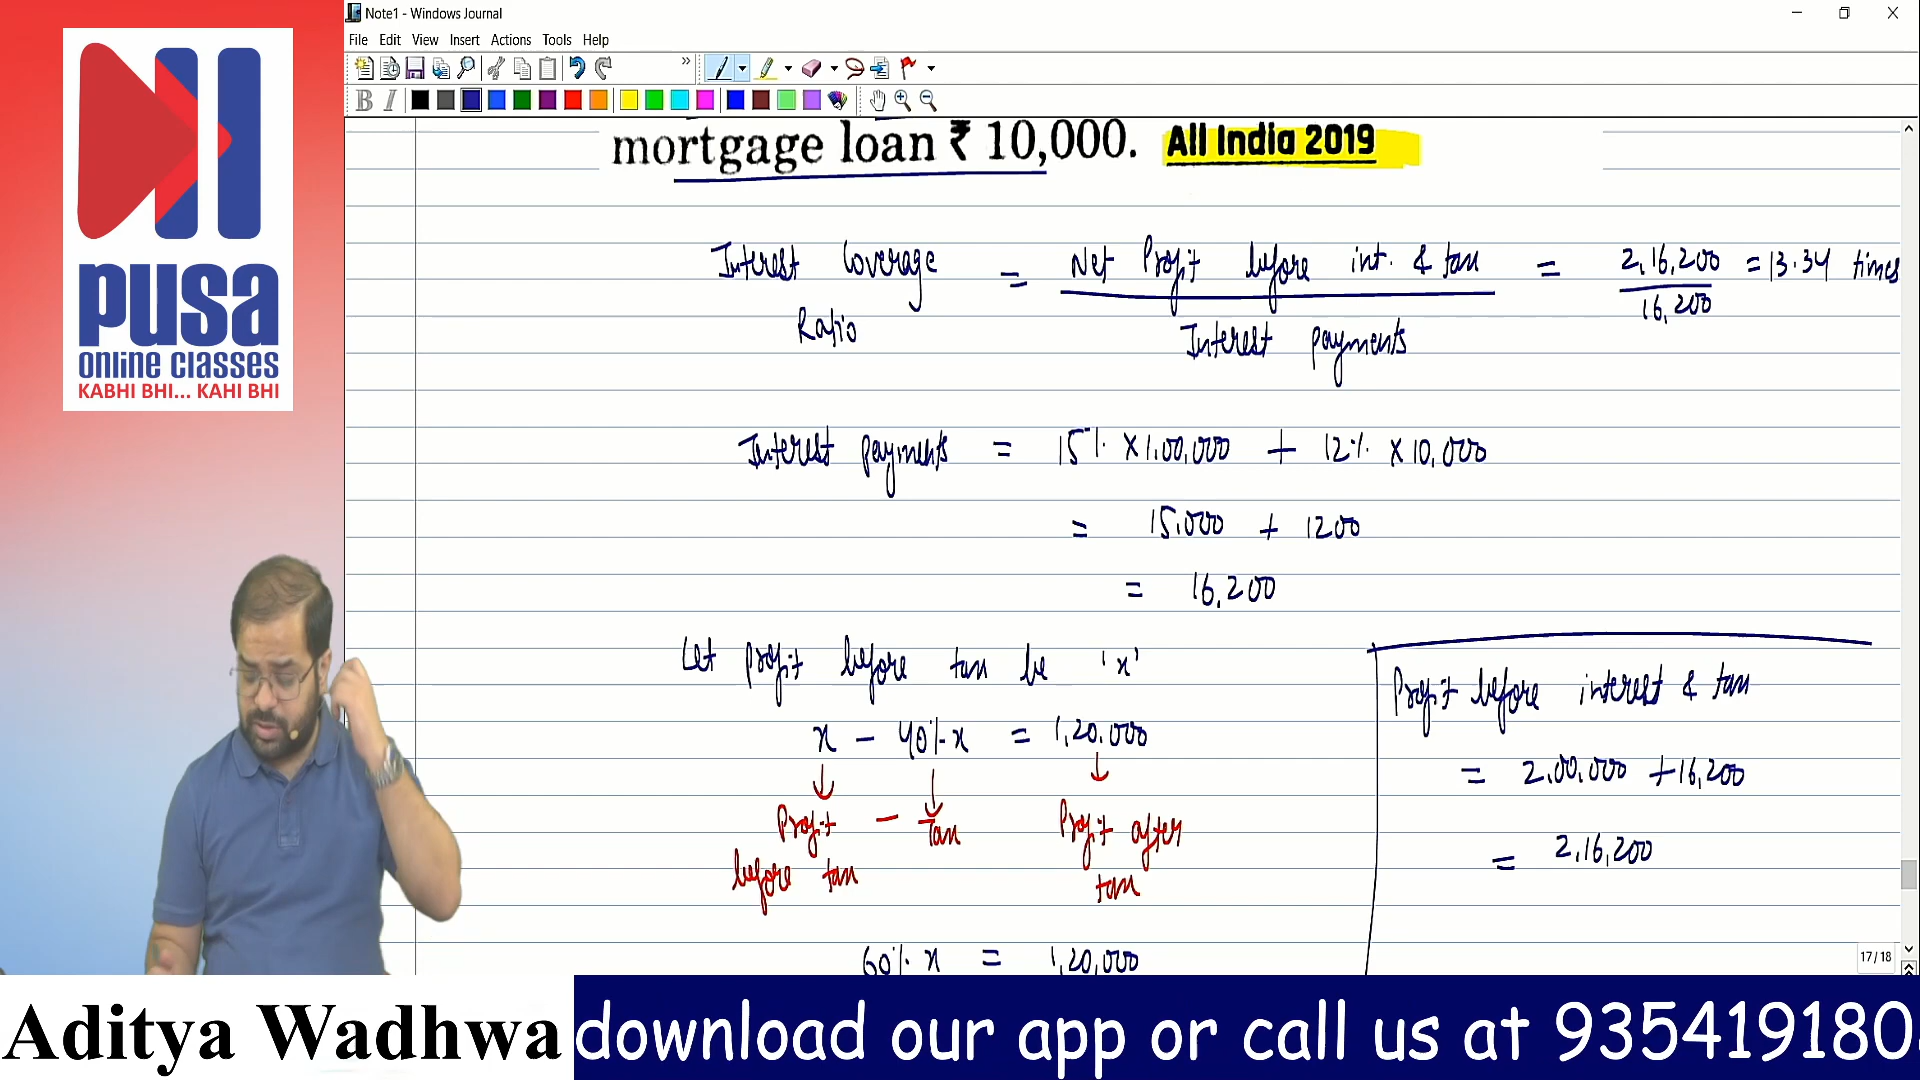 Note1 - Windows Journal
File Edit View Insert Actions Tools Help
B I
mortgage loan ₹ 10,000. All India 2019
Interest Coverage Ratio = Net Profit before int. & tax / Interest payments = 2,16,200 / 16,200 = 13.34 times
Interest payments = 15% × 1,00,000 + 12% × 10,000
= 15,000 + 1200
= 16,200
Let profit before tax be 'x'
x - 40% x = 1,20,000
Profit before tax - Tax Profit after tax
60% x = 1,20,000
Profit before interest & tax
= 2,00,000 + 16,200
= 2,16,200
17 / 18
pusa
online classes
KABHI BHI... KAHI BHI
Aditya Wadhwa
download our app or call us at 935419180